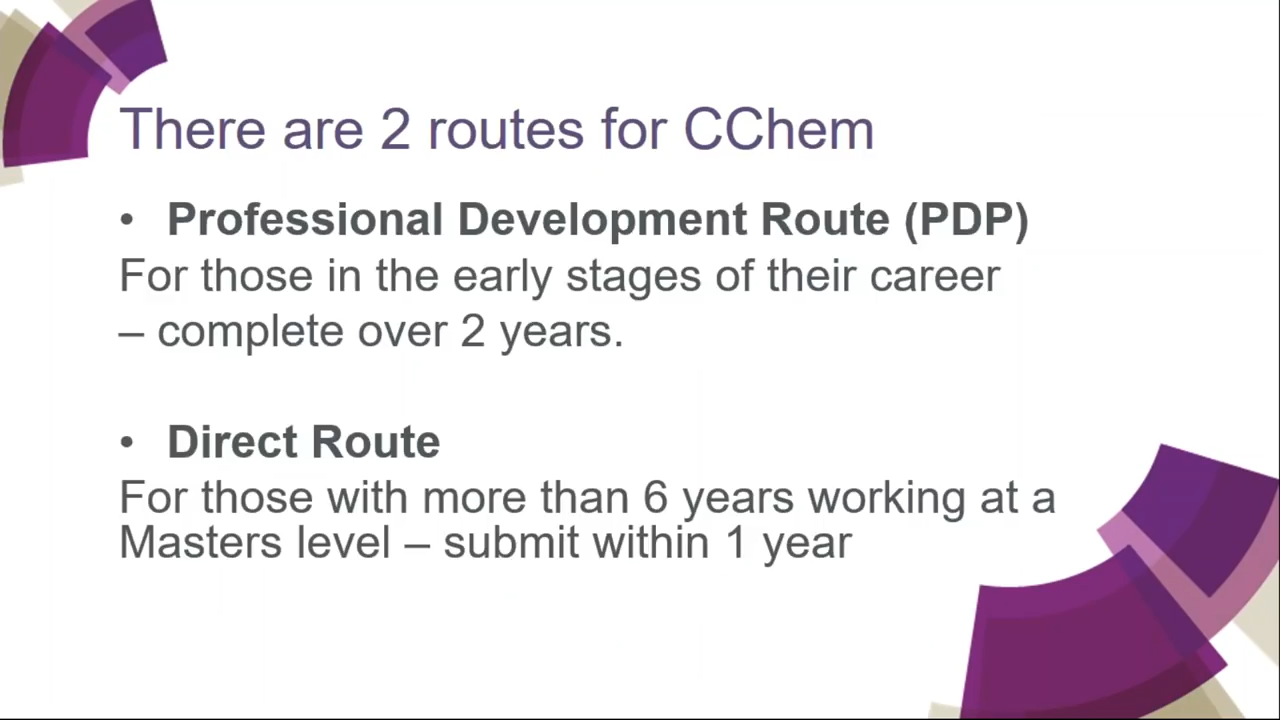 There are 2 routes for CChem
• Professional Development Route (PDP)
For those in the early stages of their career
– complete over 2 years.
• Direct Route
For those with more than 6 years working at a
Masters level – submit within 1 year